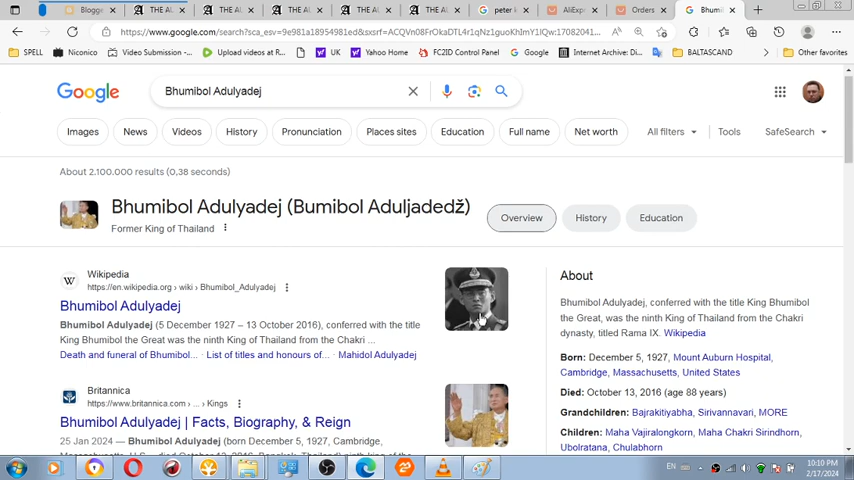 Blogge
THE AL
THE AL
THE AL
THE AL
THE AL
peter k
AliExp
Orders
Bhumil
https://www.google.com/search?sca_esv=9e981a18954981ed&sxsrf=ACQVn08FrOkaDTL4r1qNz1guoKhImY1lQw:17082041...
SPELL
Niconico
Video Submission -...
Upload videos at R...
UK
Yahoo Home
FC2ID Control Panel
Google
Internet Archive: Di...
BALTASCAND
Other favorites
Google
Bhumibol Adulyadej
Images
News
Videos
History
Pronunciation
Places sites
Education
Full name
Net worth
All filters
Tools
SafeSearch
About 2.100.000 results (0,38 seconds)
Bhumibol Adulyadej (Bumibol Aduljadedž)
Former King of Thailand
Overview
History
Education
W
Wikipedia
https://en.wikipedia.org › wiki › Bhumibol_Adulyadej
Bhumibol Adulyadej
Bhumibol Adulyadej (5 December 1927 – 13 October 2016), conferred with the title
King Bhumibol the Great, was the ninth King of Thailand from the Chakri ...
Death and funeral of Bhumibol... · List of titles and honours of... · Mahidol Adulyadej
Britannica
https://www.britannica.com › ... › Kings
Bhumibol Adulyadej | Facts, Biography, & Reign
25 Jan 2024 — Bhumibol Adulyadej (born December 5, 1927, Cambridge,
About
Bhumibol Adulyadej, conferred with the title King Bhumibol
the Great, was the ninth King of Thailand from the Chakri
dynasty, titled Rama IX. Wikipedia
Born: December 5, 1927, Mount Auburn Hospital,
Cambridge, Massachusetts, United States
Died: October 13, 2016 (age 88 years)
Grandchildren: Bajrakitiyabha, Sirivannavari, MORE
Children: Maha Vajiralongkorn, Maha Chakri Sirindhorn,
Ubolratana, Chulabhorn
EN
10:10 PM
2/17/2024